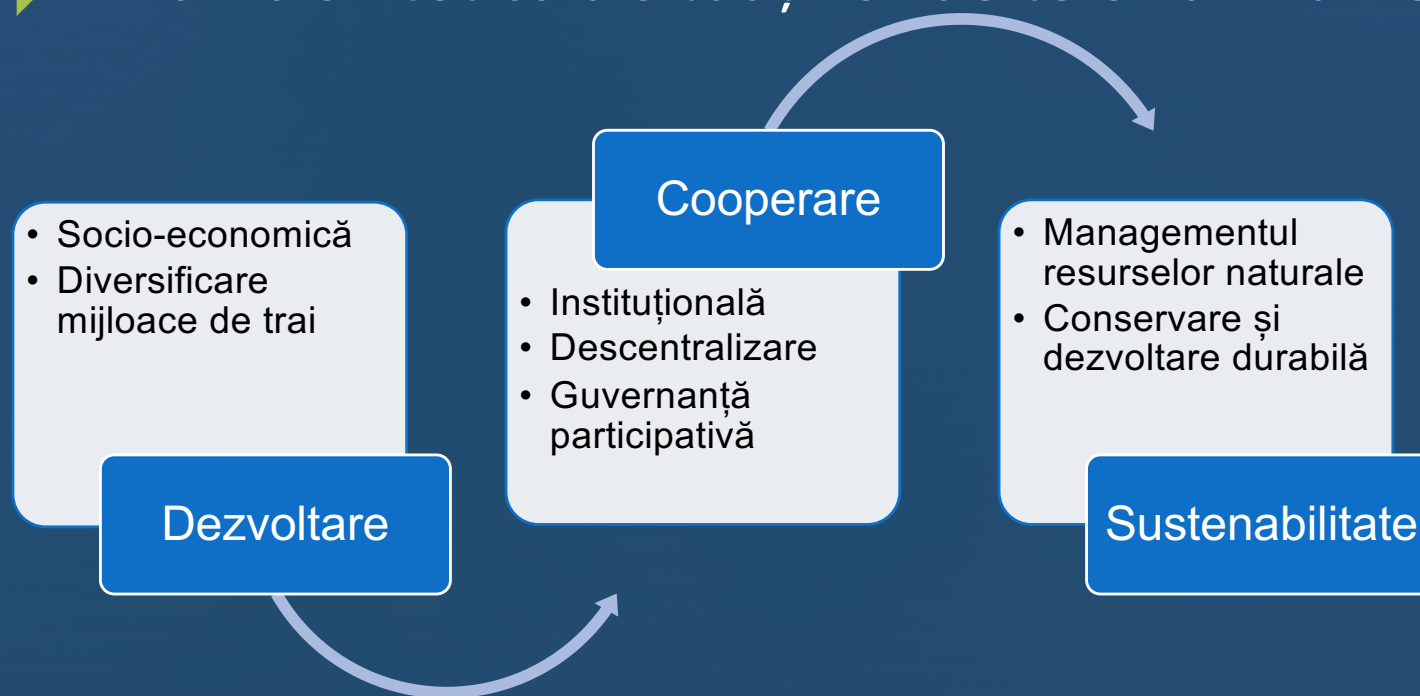 • Socio-economică
• Diversificare
mijloace de trai
Dezvoltare
Cooperare
• Instituțională
• Descentralizare
• Guvernanță
participativă
• Managementul
resurselor naturale
• Conservare și
dezvoltare durabilă
Sustenabilitate